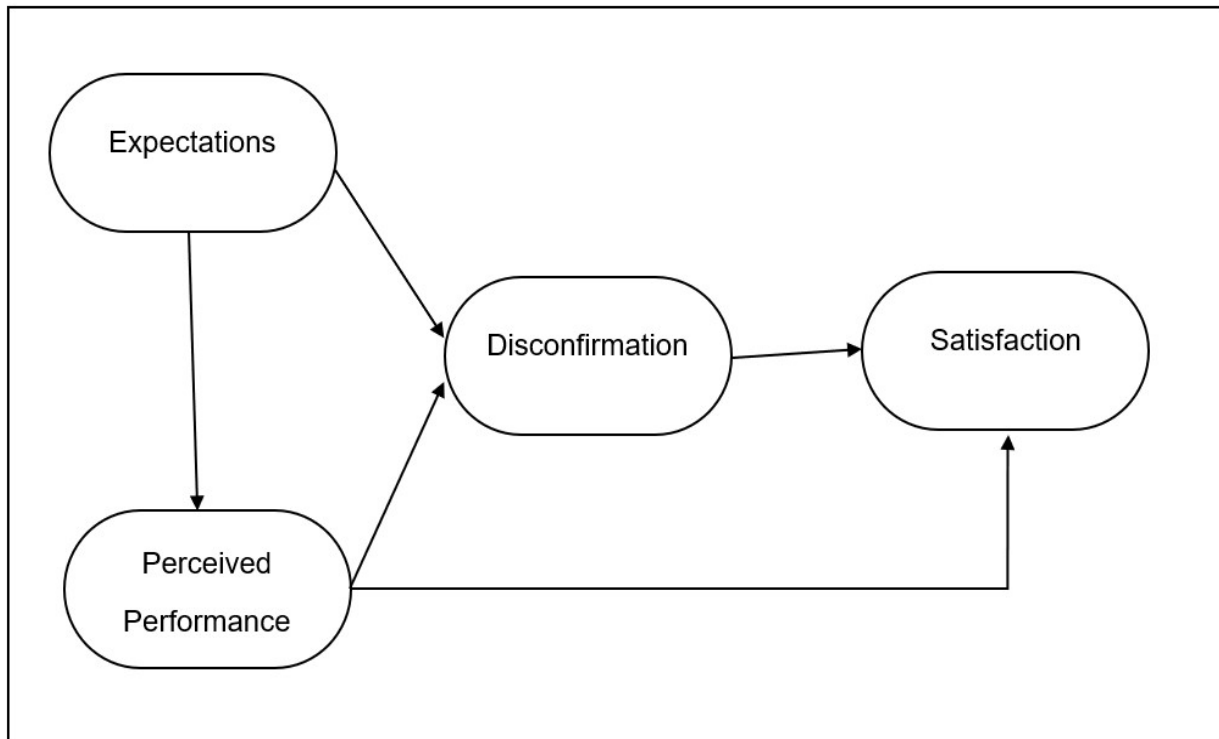 Expectations
Disconfirmation
Satisfaction
Perceived
Performance